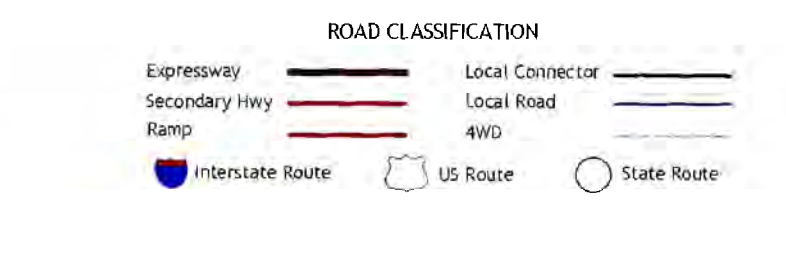 ROAD CLASSIFICATION
Expressway
Local Connector
Secondary Hwy
Local Road
Ramp
4WD
Interstate Route
US Route
State Route